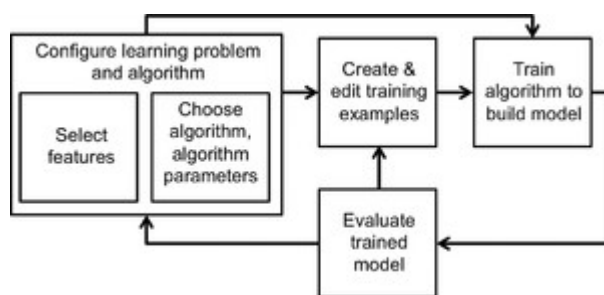 Configure learning problem
and algorithm
Select
features
Choose
algorithm,
algorithm
parameters
Create &
edit training
examples
Train
algorithm to
build model
Evaluate
trained
model